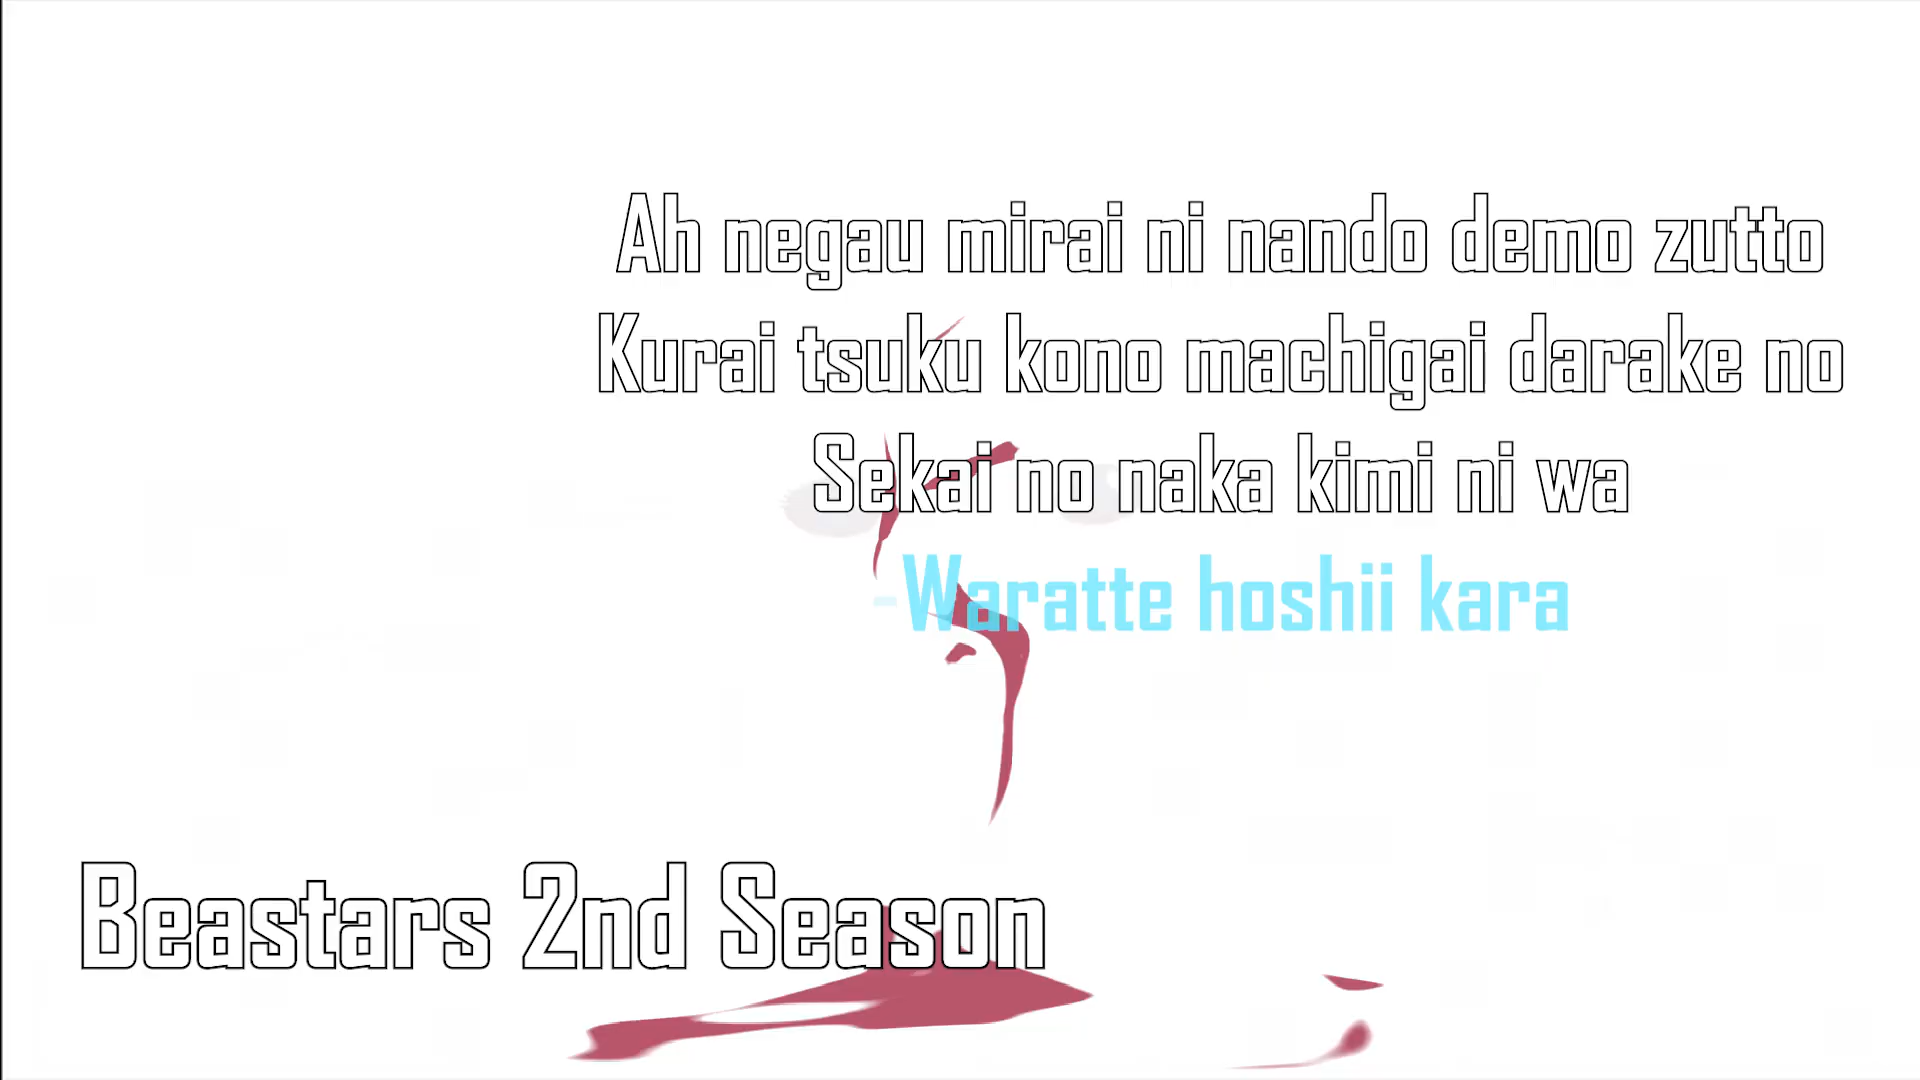 Ah negau mirai ni nando demo zutto
Kurai tsuku kono machigai darake no
Sekai no naka kimi ni wa
-Waratte hoshii kara
Beastars 2nd Season